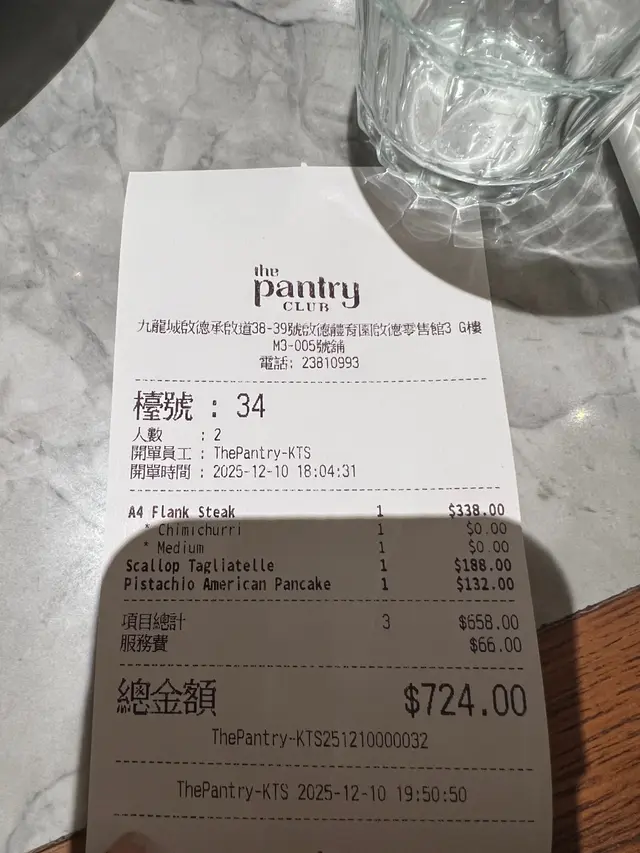 the
pantry
CLUB
九龍城啟德承啟道38-39號啟德體育園啟德零售館3 G樓
M3-005號舖
電話: 23810993
檯號 : 34
人數 : 2
開單員工 : ThePantry-KTS
開單時間 : 2025-12-10 18:04:31
A4 Flank Steak 1 $338.00
* Chimichurri 1 $0.00
* Medium 1 $0.00
Scallop Tagliatelle 1 $188.00
Pistachio American Pancake 1 $132.00
項目總計 3 $658.00
服務費 $66.00
總金額 $724.00
ThePantry-KTS251210000032
ThePantry-KTS 2025-12-10 19:50:50